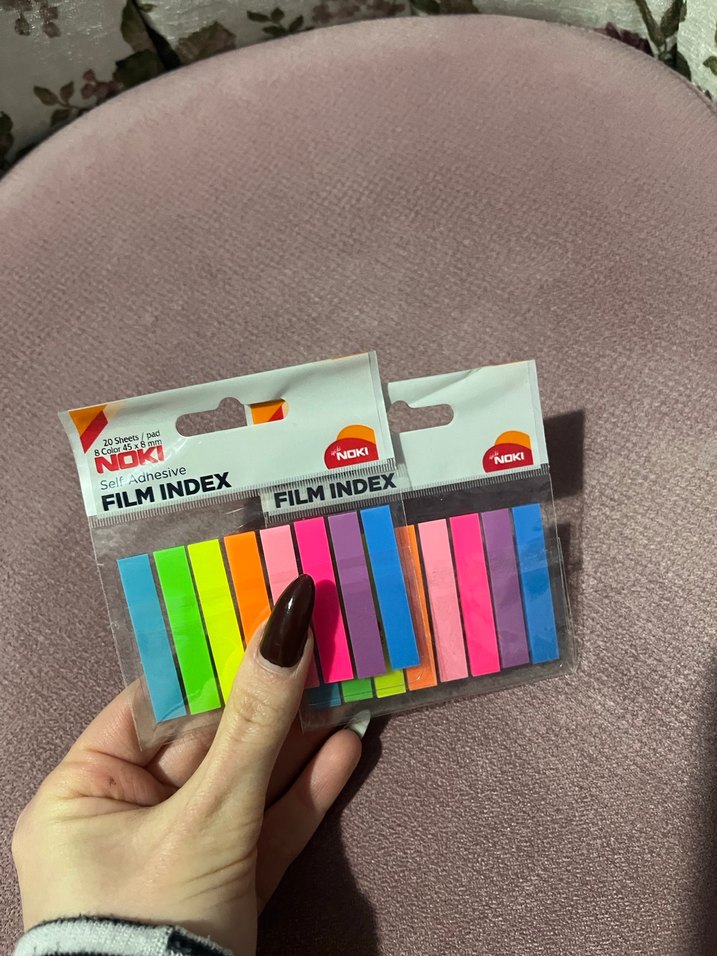 20 Sheets / pad
8 Color 45 x 8 mm
NOKI
Self Adhesive
FILM INDEX
NOKI
FILM INDEX
NOKI